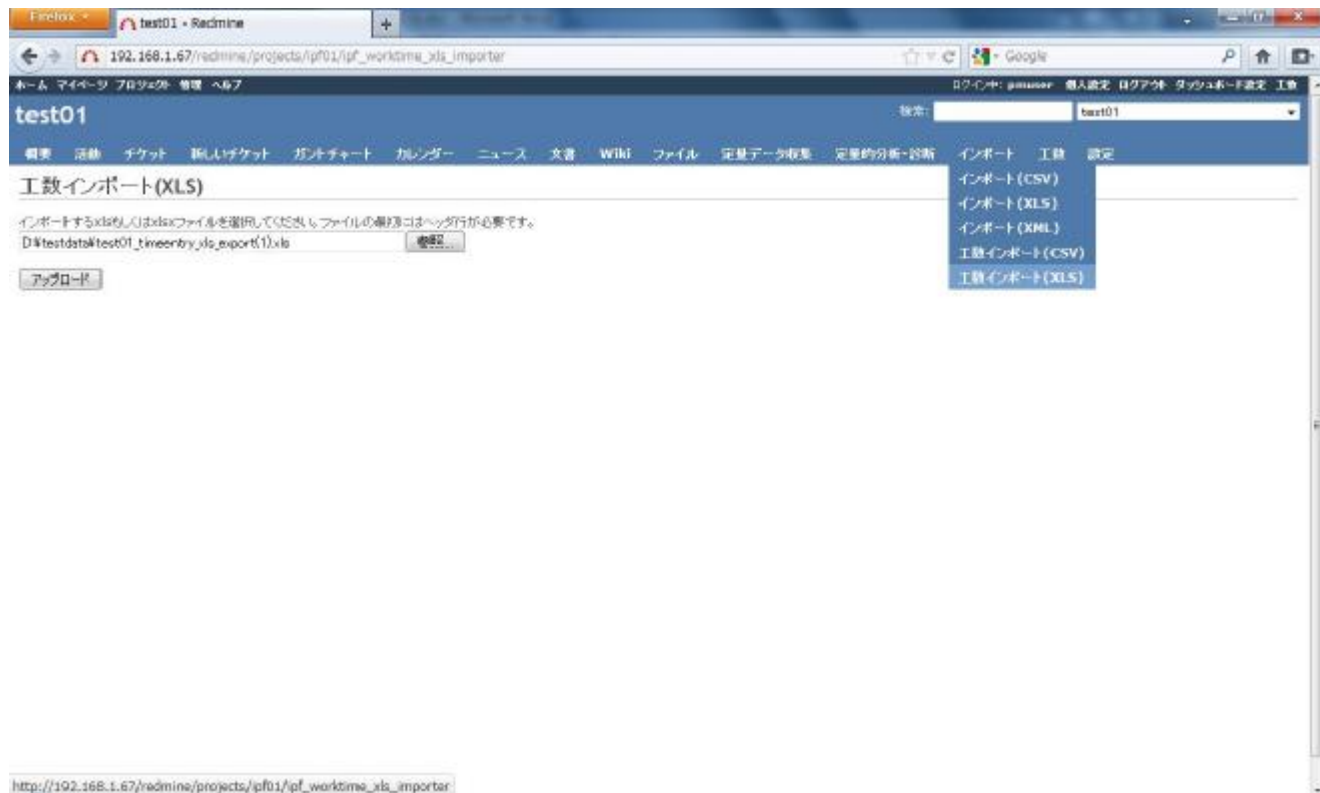 Firefox
test01 - Redmine
192.168.1.67/redmine/projects/ipf01/ipf_worktime_xls_importer
Google
ホーム マイページ プロジェクト 管理 ヘルプ
ログイン中: pmuser 個人設定 ログアウト ダッシュボード設定 工数
test01
検索:
test01
概要 活動 チケット 新しいチケット ガントチャート カレンダー ニュース 文書 Wiki ファイル 定量データ収集 定量的分析・診断 インポート 工数 設定
インポート(CSV)
インポート(XLS)
インポート(XML)
工数インポート(CSV)
工数インポート(XLS)
工数インポート(XLS)
インポートするxlsもしくはxlsxファイルを選択してください。ファイルの最初にはヘッダ行が必要です。
D:¥testdata¥test01_timeentry_xls_export(1).xls
参照...
アップロード
http://192.168.1.67/redmine/projects/ipf01/ipf_worktime_xls_importer